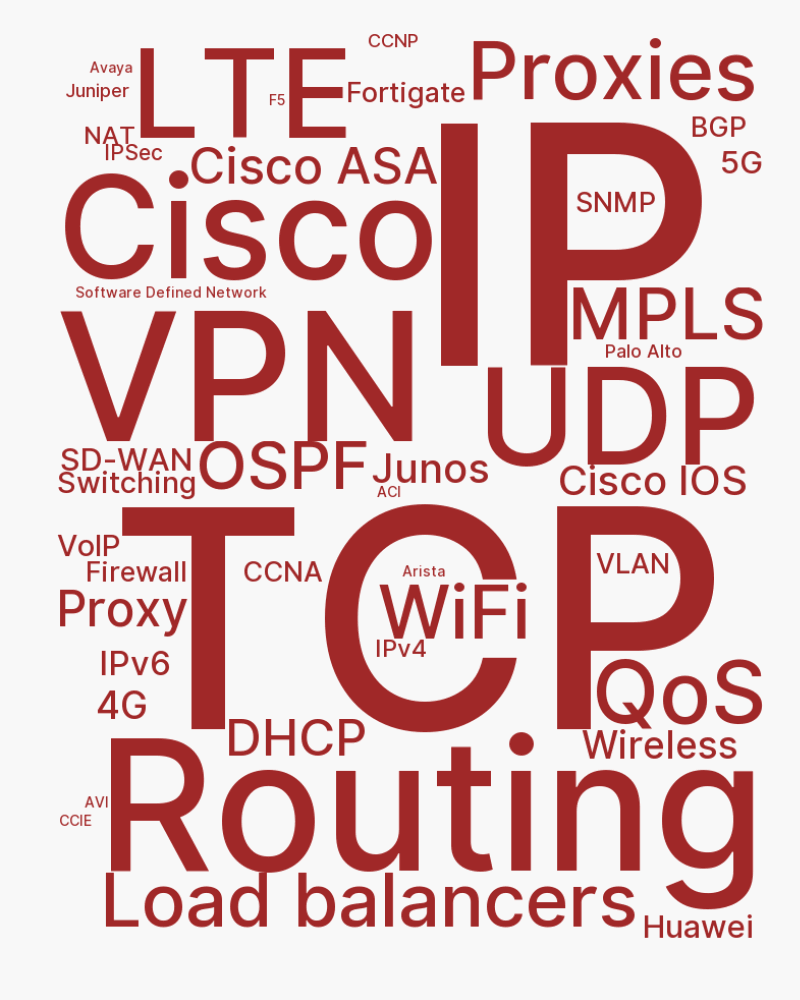 CCNP
LTE
Proxies
Avaya
Juniper
F5
Fortigate
NAT
IPSec
BGP
IP
5G
Cisco ASA
Cisco
SNMP
Software Defined Network
MPLS
VPN
Palo Alto
UDP
SD-WAN
OSPF
Junos
Switching
Cisco IOS
ACI
TCP
VoIP
Firewall
CCNA
Arista
VLAN
WiFi
Proxy
IPv4
IPv6
QoS
4G
DHCP
Wireless
Routing
AVI
CCIE
Load balancers
Huawei